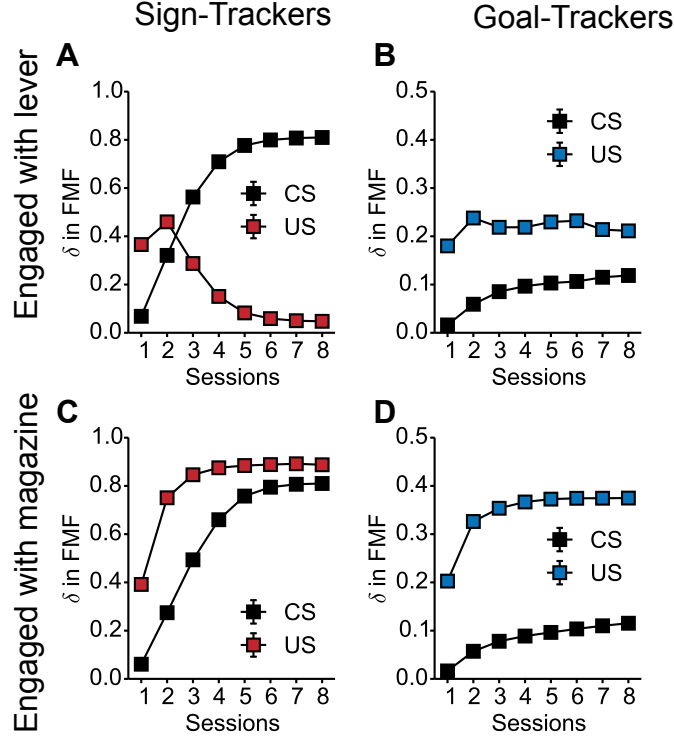 Sign-Trackers
Goal-Trackers
Engaged with lever
A
1.0
0.8
0.6
0.4
0.2
0.0
δ in FMF
CS
US
1 2 3 4 5 6 7 8
Sessions
B
0.5
0.4
0.3
0.2
0.1
0.0
δ in FMF
CS
US
1 2 3 4 5 6 7 8
Sessions
Engaged with magazine
C
1.0
0.8
0.6
0.4
0.2
0.0
δ in FMF
CS
US
1 2 3 4 5 6 7 8
Sessions
D
0.5
0.4
0.3
0.2
0.1
0.0
δ in FMF
CS
US
1 2 3 4 5 6 7 8
Sessions